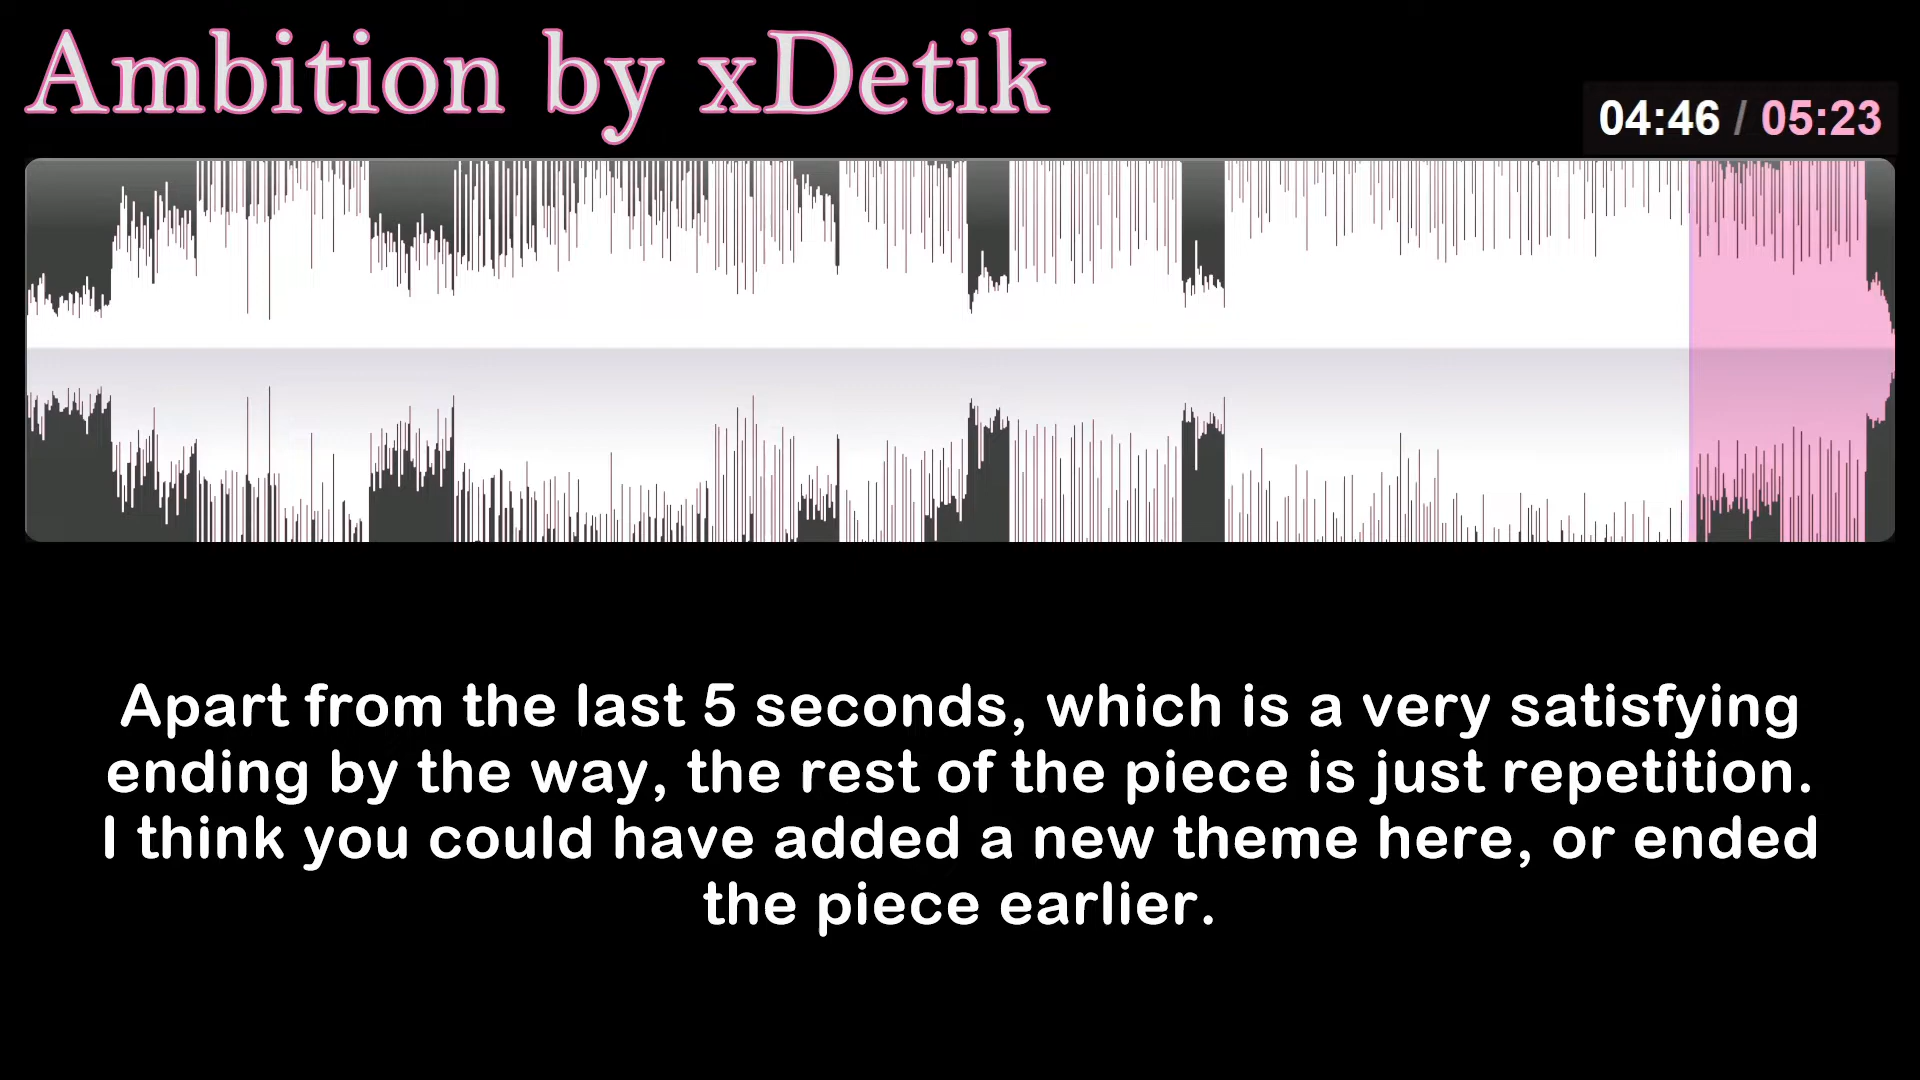 Ambition by xDetik
04:46 / 05:23
Apart from the last 5 seconds, which is a very satisfying
ending by the way, the rest of the piece is just repetition.
I think you could have added a new theme here, or ended
the piece earlier.